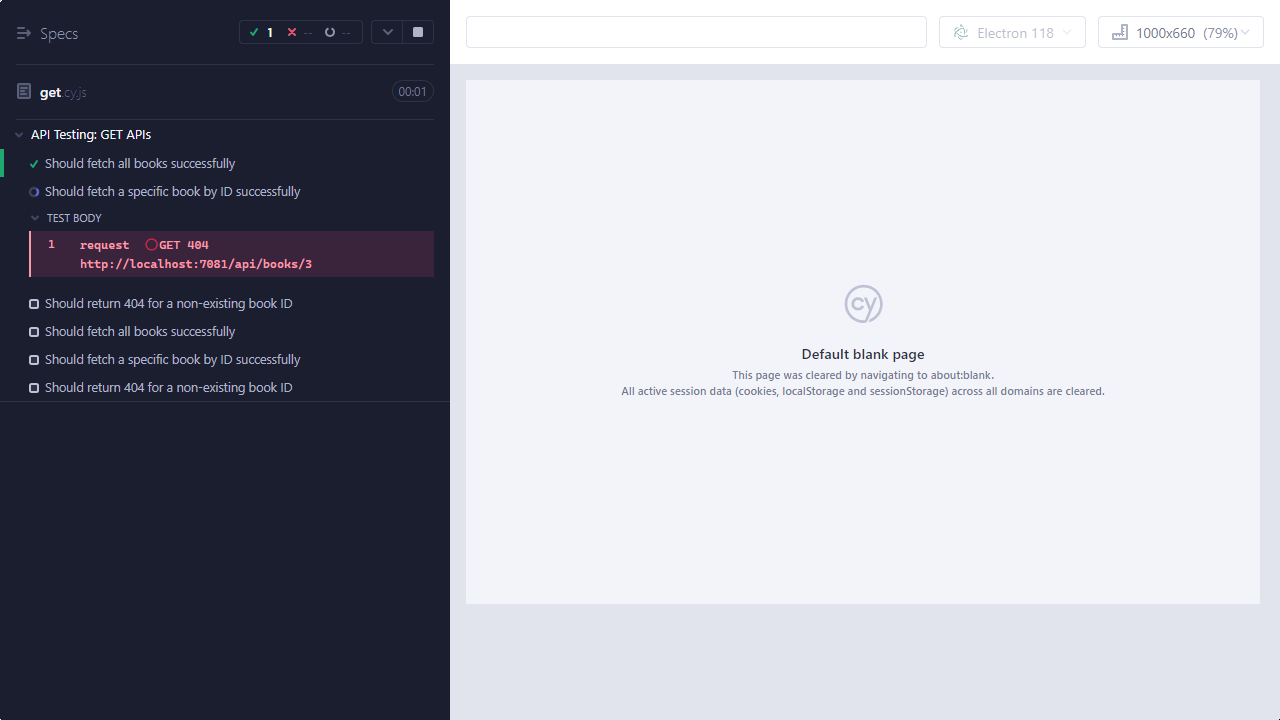 Specs
1 -- --
get.cy.js
00:01
API Testing: GET APIs
Should fetch all books successfully
Should fetch a specific book by ID successfully
TEST BODY
1 request GET 404
http://localhost:7081/api/books/3
Should return 404 for a non-existing book ID
Should fetch all books successfully
Should fetch a specific book by ID successfully
Should return 404 for a non-existing book ID
Electron 118
1000x660 (79%)
cy
Default blank page
This page was cleared by navigating to about:blank.
All active session data (cookies, localStorage and sessionStorage) across all domains are cleared.